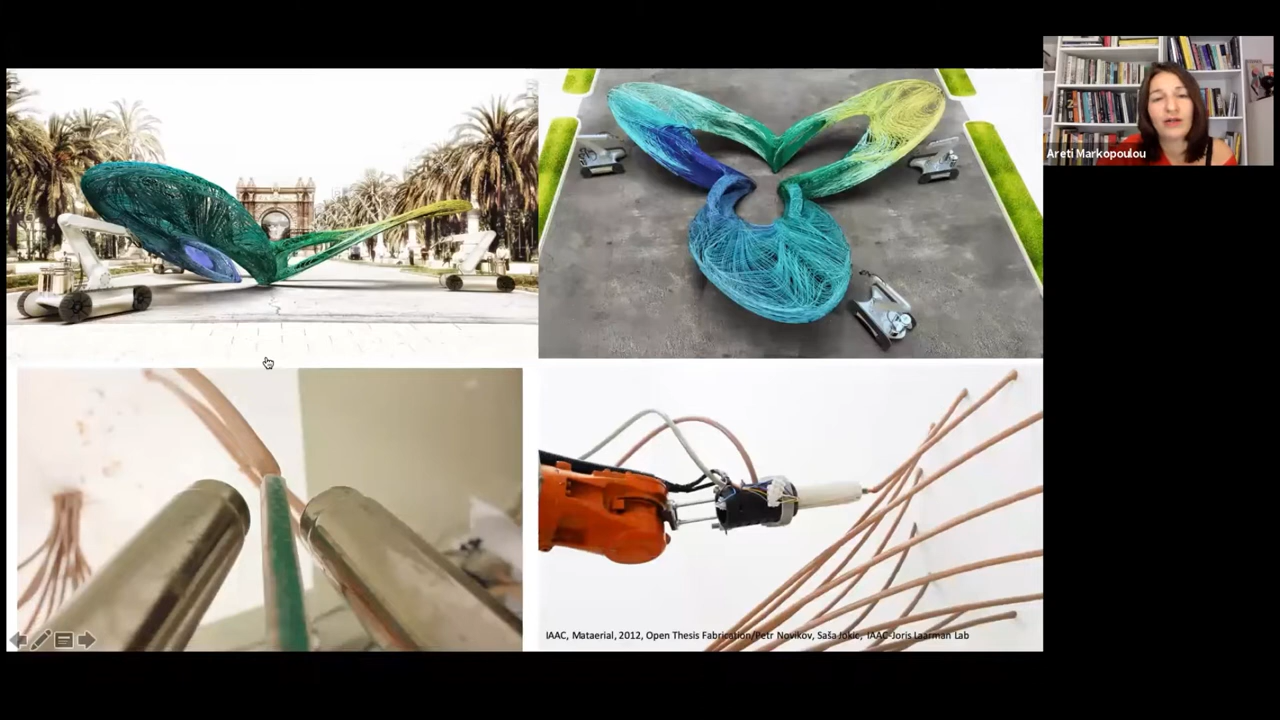 Areti Markopoulou
IAAC, Mataerial, 2012, Open Thesis Fabrication/Petr Novikov, Saša Jokić, IAAC-Joris Laarman Lab